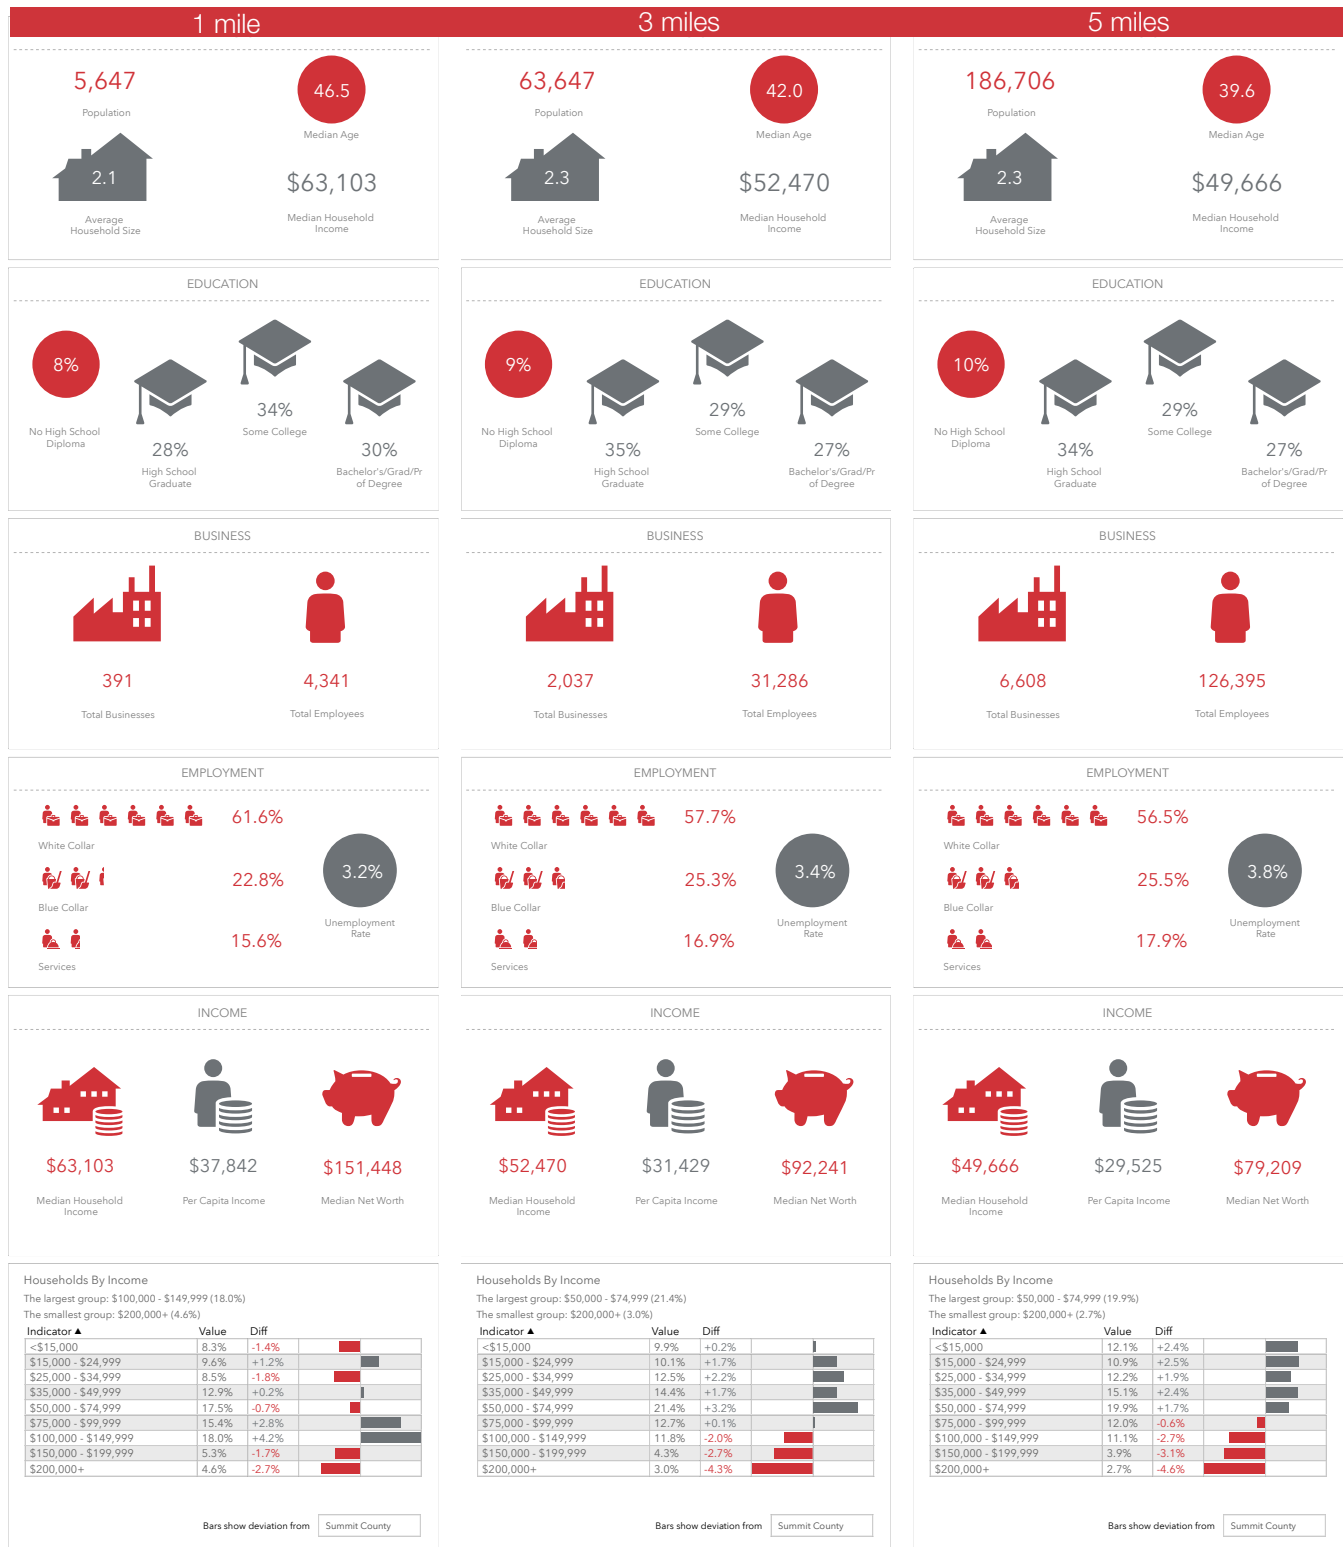 1 mile
3 miles
5 miles
5,647
Population
46.5
Median Age
2.1
Average
Household Size
$63,103
Median Household
Income
63,647
Population
42.0
Median Age
2.3
Average
Household Size
$52,470
Median Household
Income
186,706
Population
39.6
Median Age
2.3
Average
Household Size
$49,666
Median Household
Income
EDUCATION
8%
No High School
Diploma
28%
High School
Graduate
34%
Some College
30%
Bachelor's/Grad/Pr
of Degree
EDUCATION
9%
No High School
Diploma
35%
High School
Graduate
29%
Some College
27%
Bachelor's/Grad/Pr
of Degree
EDUCATION
10%
No High School
Diploma
34%
High School
Graduate
29%
Some College
27%
Bachelor's/Grad/Pr
of Degree
BUSINESS
391
Total Businesses
4,341
Total Employees
BUSINESS
2,037
Total Businesses
31,286
Total Employees
BUSINESS
6,608
Total Businesses
126,395
Total Employees
EMPLOYMENT
61.6%
White Collar
22.8%
Blue Collar
15.6%
Services
3.2%
Unemployment
Rate
EMPLOYMENT
57.7%
White Collar
25.3%
Blue Collar
16.9%
Services
3.4%
Unemployment
Rate
EMPLOYMENT
56.5%
White Collar
25.5%
Blue Collar
17.9%
Services
3.8%
Unemployment
Rate
INCOME
$63,103
Median Household
Income
$37,842
Per Capita Income
$151,448
Median Net Worth
INCOME
$52,470
Median Household
Income
$31,429
Per Capita Income
$92,241
Median Net Worth
INCOME
$49,666
Median Household
Income
$29,525
Per Capita Income
$79,209
Median Net Worth
Households By Income
The largest group: $100,000 - $149,999 (18.0%)
The smallest group: $200,000+ (4.6%)
Indicator ▲ Value Diff
<$15,000 8.3% -1.4%
$15,000 - $24,999 9.6% +1.2%
$25,000 - $34,999 8.5% -1.8%
$35,000 - $49,999 12.9% +0.2%
$50,000 - $74,999 17.5% -0.7%
$75,000 - $99,999 15.4% +2.8%
$100,000 - $149,999 18.0% +4.2%
$150,000 - $199,999 5.3% -1.7%
$200,000+ 4.6% -2.7%
Bars show deviation from Summit County
Households By Income
The largest group: $50,000 - $74,999 (21.4%)
The smallest group: $200,000+ (3.0%)
Indicator ▲ Value Diff
<$15,000 9.9% +0.2%
$15,000 - $24,999 10.1% +1.7%
$25,000 - $34,999 12.5% +2.2%
$35,000 - $49,999 14.4% +1.7%
$50,000 - $74,999 21.4% +3.2%
$75,000 - $99,999 12.7% +0.1%
$100,000 - $149,999 11.8% -2.0%
$150,000 - $199,999 4.3% -2.7%
$200,000+ 3.0% -4.3%
Bars show deviation from Summit County
Households By Income
The largest group: $50,000 - $74,999 (19.9%)
The smallest group: $200,000+ (2.7%)
Indicator ▲ Value Diff
<$15,000 12.1% +2.4%
$15,000 - $24,999 10.9% +2.5%
$25,000 - $34,999 12.2% +1.9%
$35,000 - $49,999 15.1% +2.4%
$50,000 - $74,999 19.9% +1.7%
$75,000 - $99,999 12.0% -0.6%
$100,000 - $149,999 11.1% -2.7%
$150,000 - $199,999 3.9% -3.1%
$200,000+ 2.7% -4.6%
Bars show deviation from Summit County